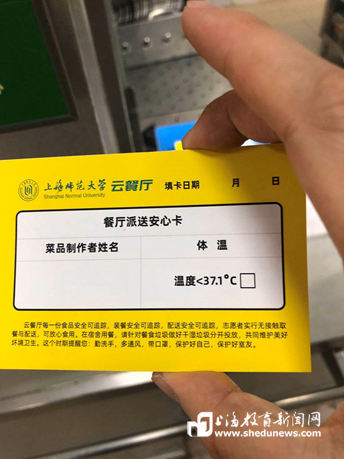 上海师范大学 云餐厅 填卡日期 月 日
Shanghai Normal University
餐厅派送安心卡
菜品制作者姓名 体 温
温度<37.1°C
云餐厅每一份食品安全可追踪，装餐安全可追踪，配送安全可追踪，志愿者实行无接触取
餐与配送，可放心食用。在宿舍用餐，请针对餐食垃圾做好干湿垃圾分开投放，共同维护美好
环境卫生。这个时期提醒您：勤洗手，多通风，带口罩，保护好自己，保护好室友。
上海教育新闻网
www.shedunews.com